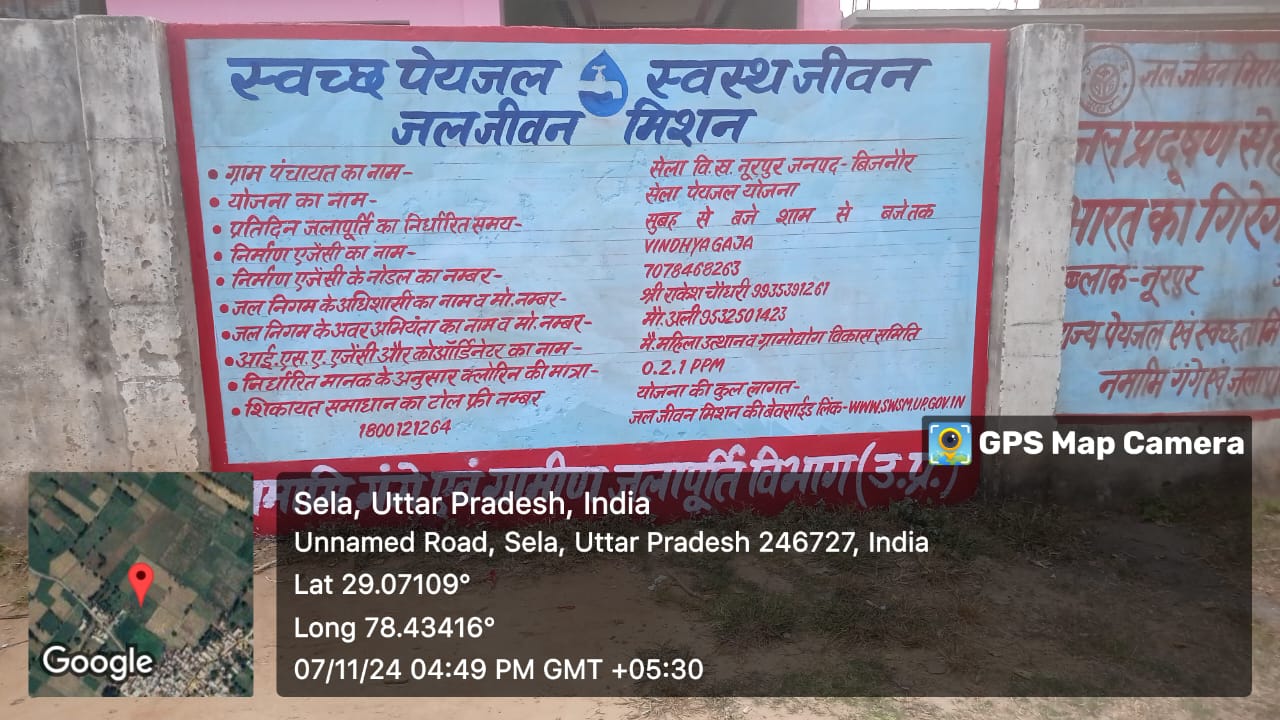 स्वच्छ पेयजल स्वस्थ जीवन
जल जीवन मिशन
• ग्राम पंचायत का नाम- सेला वि.ख. नूरपुर जनपद- बिजनौर
• योजना का नाम- सेला पेयजल योजना
• प्रतिदिन जलापूर्ति का निर्धारित समय- सुबह से बजे शाम से बजे तक
• निर्माण एजेंसी का नाम- VINDHYA GAJA
• निर्माण एजेंसी के नोडल का नम्बर- 7078468263
• जल निगम के अधिशासी का नाम व मो. नम्बर- श्री राकेश चौधरी 9935391261
• जल निगम के अवर अभियंता का नाम व मो. नम्बर- मौ. अली 9532501423
• आई.एस.ए. एजेंसी और कोऑर्डिनेटर का नाम- मै. महिला उत्थान व ग्रामोद्योग विकास समिति
• निर्धारित मानक के अनुसार क्लोरिन की मात्रा- 0.2.1 PPM
• शिकायत समाधान का टोल फ्री नम्बर योजना की कुल लागत-
1800121264 जल जीवन मिशन की बेवसाईड लिंक- WWW.SWSM.UP.GOV.IN
गंगे एवं ग्रामीण जलापूर्ति विभाग (उ.प्र.)
जल जीवन
जल प्रदूषण से
भारत का
ब्लाक-नूरपुर
राज्य पेयजल एवं स्वच्छता
नमामि गंगे एवं
GPS Map Camera
Sela, Uttar Pradesh, India
Unnamed Road, Sela, Uttar Pradesh 246727, India
Lat 29.07109°
Long 78.43416°
07/11/24 04:49 PM GMT +05:30
Google